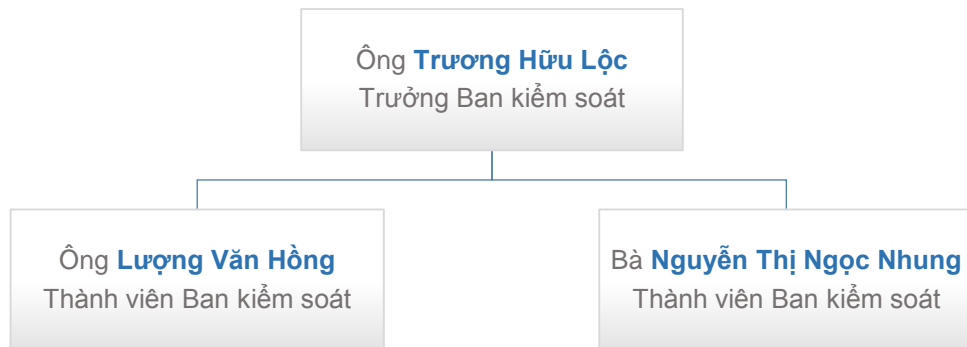 Ông Trương Hữu Lộc
Trưởng Ban kiểm soát
Ông Lượng Văn Hồng
Thành viên Ban kiểm soát
Bà Nguyễn Thị Ngọc Nhung
Thành viên Ban kiểm soát